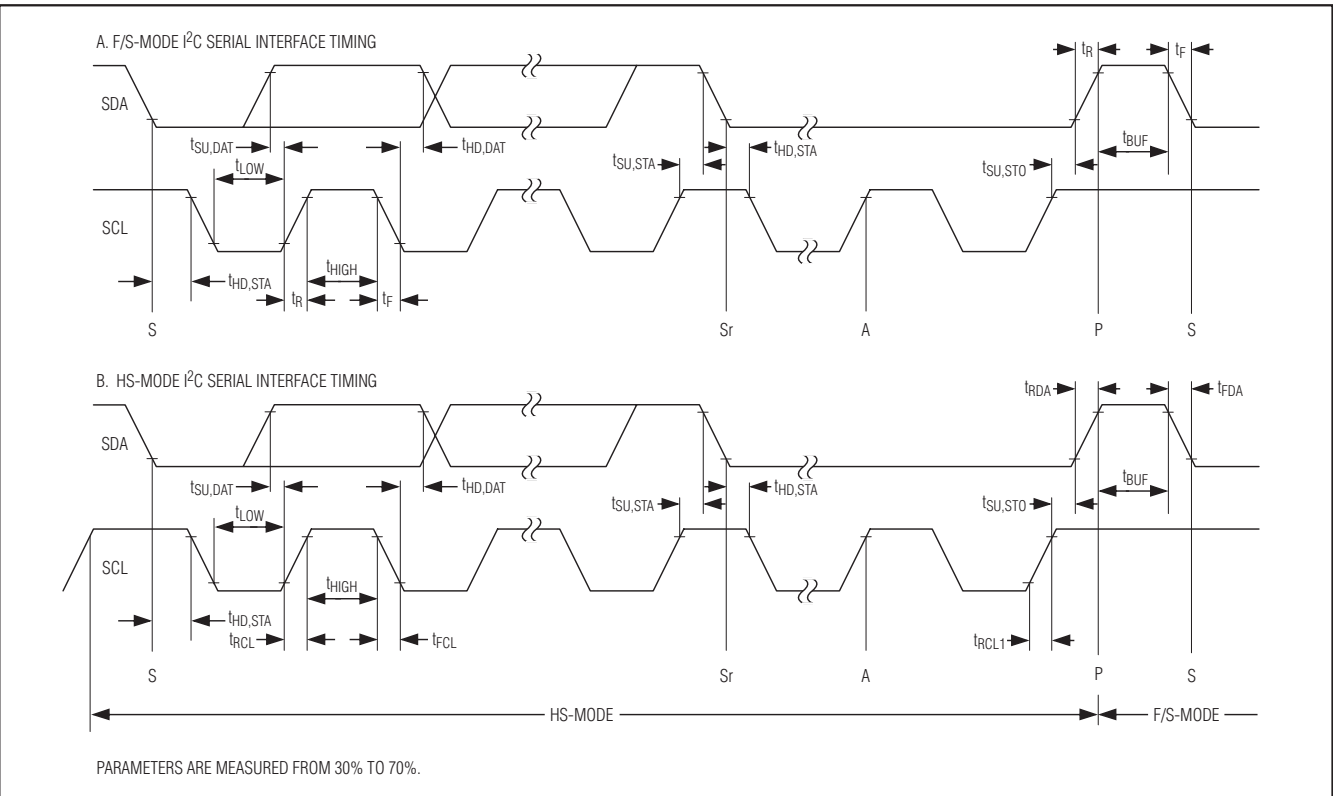 A. F/S-MODE I²C SERIAL INTERFACE TIMING
tR
tF
SDA
tSU,DAT
tHD,DAT
tLOW
tSU,STA
tHD,STA
tSU,STO
tBUF
SCL
tHD,STA
tR
tHIGH
tF
S
Sr
A
P
S
B. HS-MODE I²C SERIAL INTERFACE TIMING
tRDA
tFDA
SDA
tSU,DAT
tHD,DAT
tLOW
tSU,STA
tHD,STA
tSU,STO
tBUF
SCL
tHD,STA
tHIGH
tRCL
tFCL
tRCL1
S
Sr
A
P
S
HS-MODE
F/S-MODE
PARAMETERS ARE MEASURED FROM 30% TO 70%.